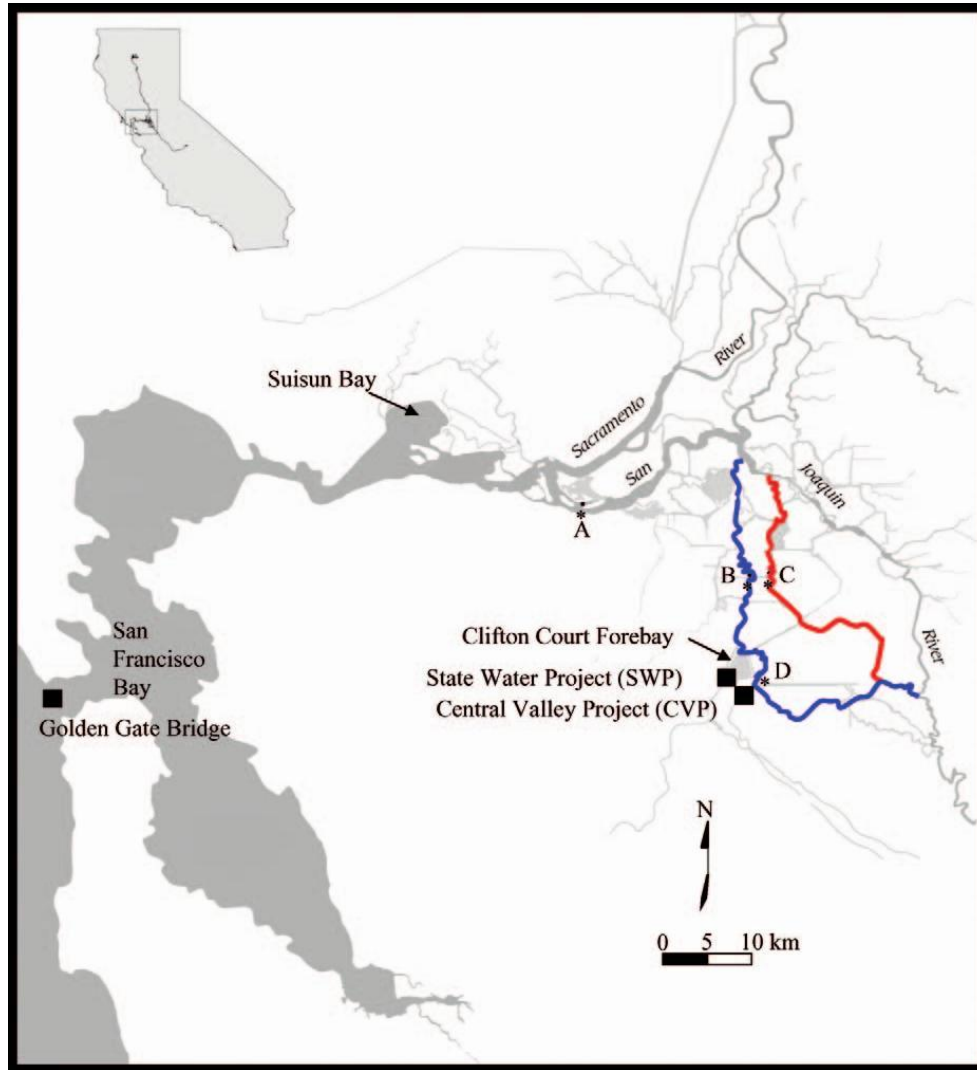 Suisun Bay
Sacramento
River
San
Joaquin
River
A
B
C
D
Clifton Court Forebay
State Water Project (SWP)
Central Valley Project (CVP)
San
Francisco
Bay
Golden Gate Bridge
N
0 5 10 km